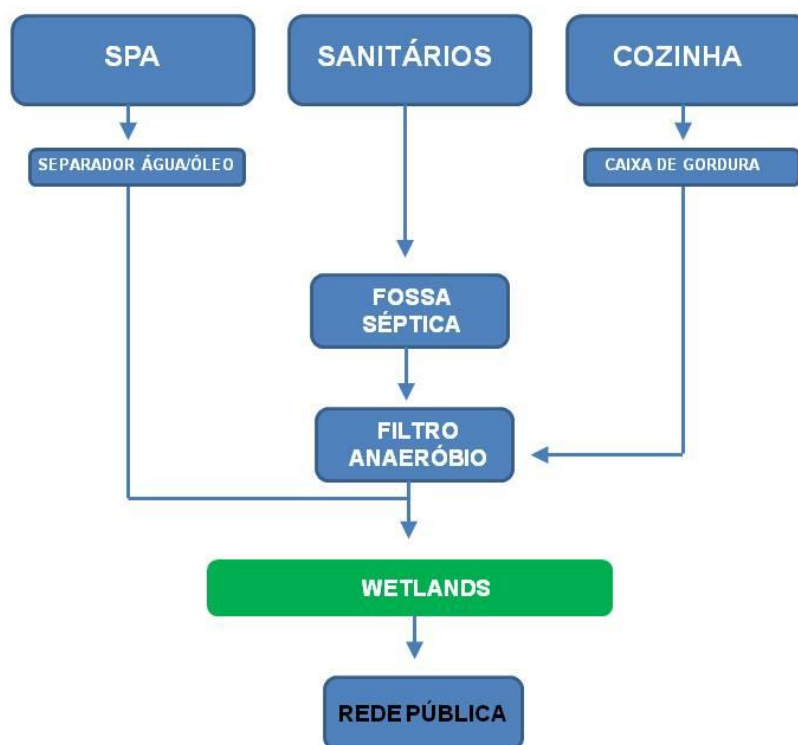 SPA
SANITÁRIOS
COZINHA
SEPARADOR ÁGUA/ÓLEO
CAIXA DE GORDURA
FOSSA
SÉPTICA
FILTRO
ANAERÓBIO
WETLANDS
REDE PÚBLICA